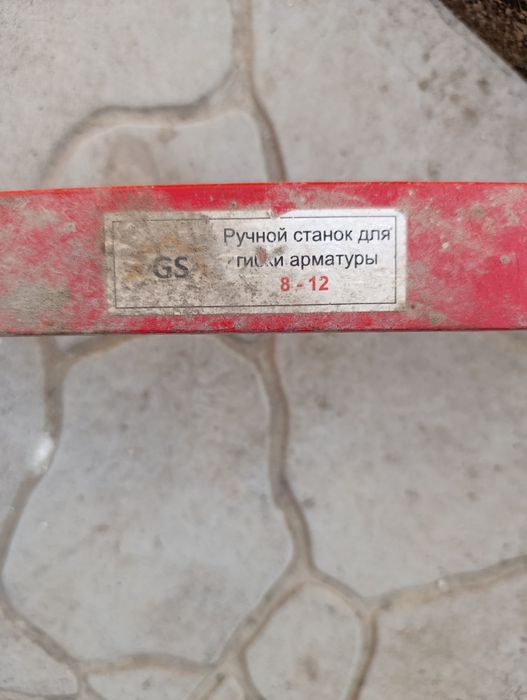 GS
Ручной станок для
гибки арматуры
8 - 12